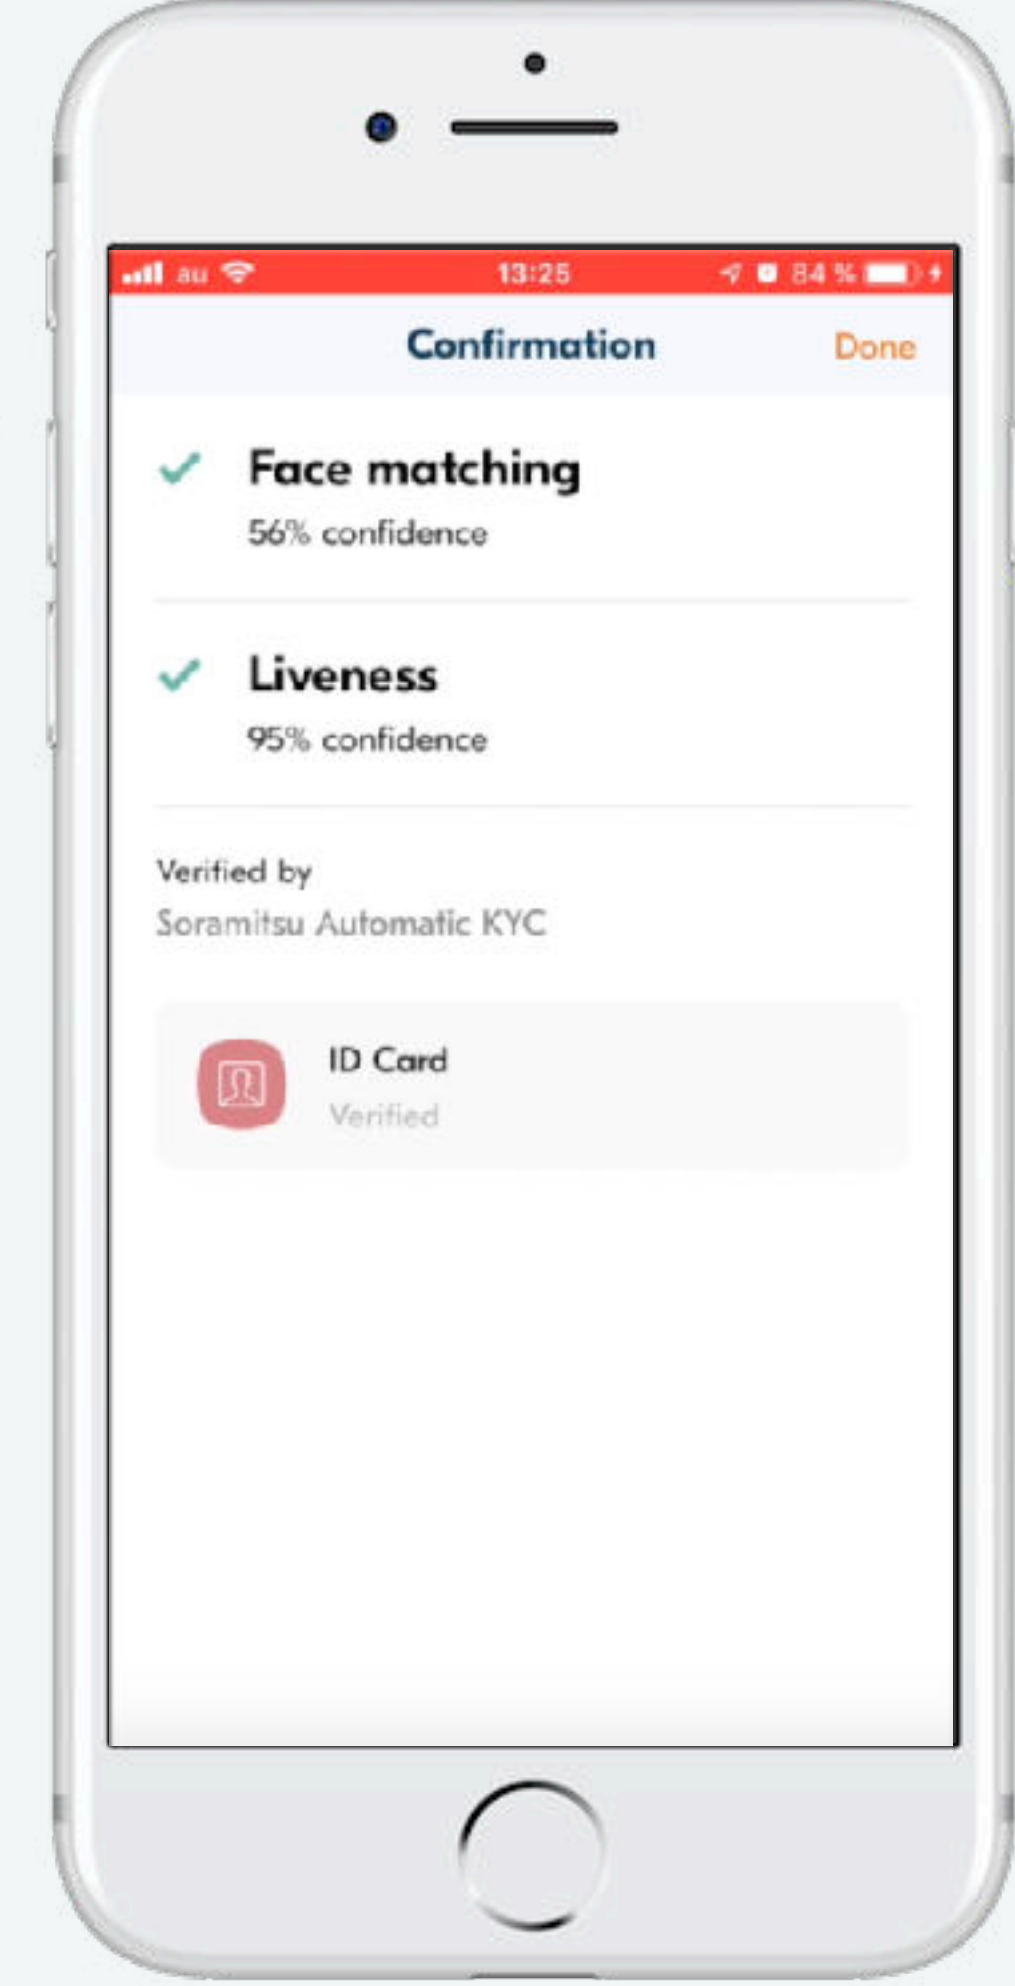 au 13:25 84 %
Confirmation Done
Face matching
56% confidence
Liveness
95% confidence
Verified by
Soramitsu Automatic KYC
ID Card
Verified